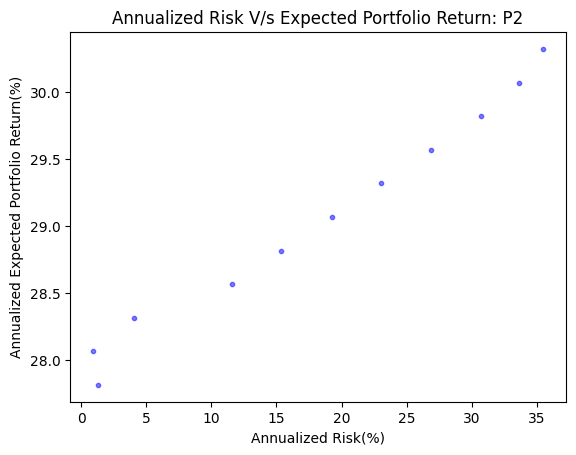 Annualized Risk V/s Expected Portfolio Return: P2
Annualized Expected Portfolio Return(%)
30.0
29.5
29.0
28.5
28.0
0 5 10 15 20 25 30 35
Annualized Risk(%)